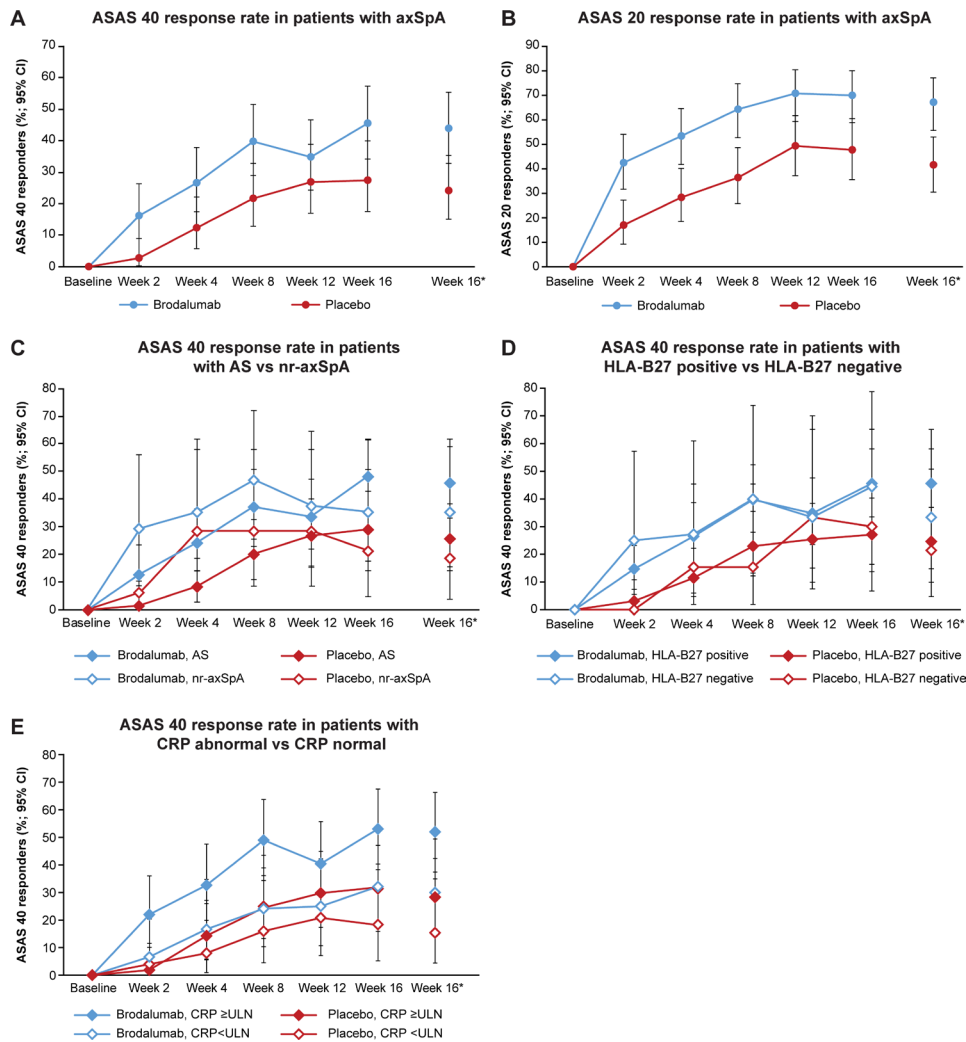 A
ASAS 40 response rate in patients with axSpA
ASAS 40 responders (%; 95% CI)
70
60
50
40
30
20
10
0
Baseline Week 2 Week 4 Week 8 Week 12 Week 16 Week 16*
Brodalumab Placebo
B
ASAS 20 response rate in patients with axSpA
ASAS 20 responders (%; 95% CI)
90
80
70
60
50
40
30
20
10
0
Baseline Week 2 Week 4 Week 8 Week 12 Week 16 Week 16*
Brodalumab Placebo
C
ASAS 40 response rate in patients
with AS vs nr-axSpA
ASAS 40 responders (%; 95% CI)
80
70
60
50
40
30
20
10
0
Baseline Week 2 Week 4 Week 8 Week 12 Week 16 Week 16*
Brodalumab, AS Placebo, AS
Brodalumab, nr-axSpA Placebo, nr-axSpA
D
ASAS 40 response rate in patients with
HLA-B27 positive vs HLA-B27 negative
ASAS 40 responders (%; 95% CI)
80
70
60
50
40
30
20
10
0
Baseline Week 2 Week 4 Week 8 Week 12 Week 16 Week 16*
Brodalumab, HLA-B27 positive Placebo, HLA-B27 positive
Brodalumab, HLA-B27 negative Placebo, HLA-B27 negative
E
ASAS 40 response rate in patients with
CRP abnormal vs CRP normal
ASAS 40 responders (%; 95% CI)
80
70
60
50
40
30
20
10
0
Baseline Week 2 Week 4 Week 8 Week 12 Week 16 Week 16*
Brodalumab, CRP ≥ULN Placebo, CRP ≥ULN
Brodalumab, CRP<ULN Placebo, CRP <ULN